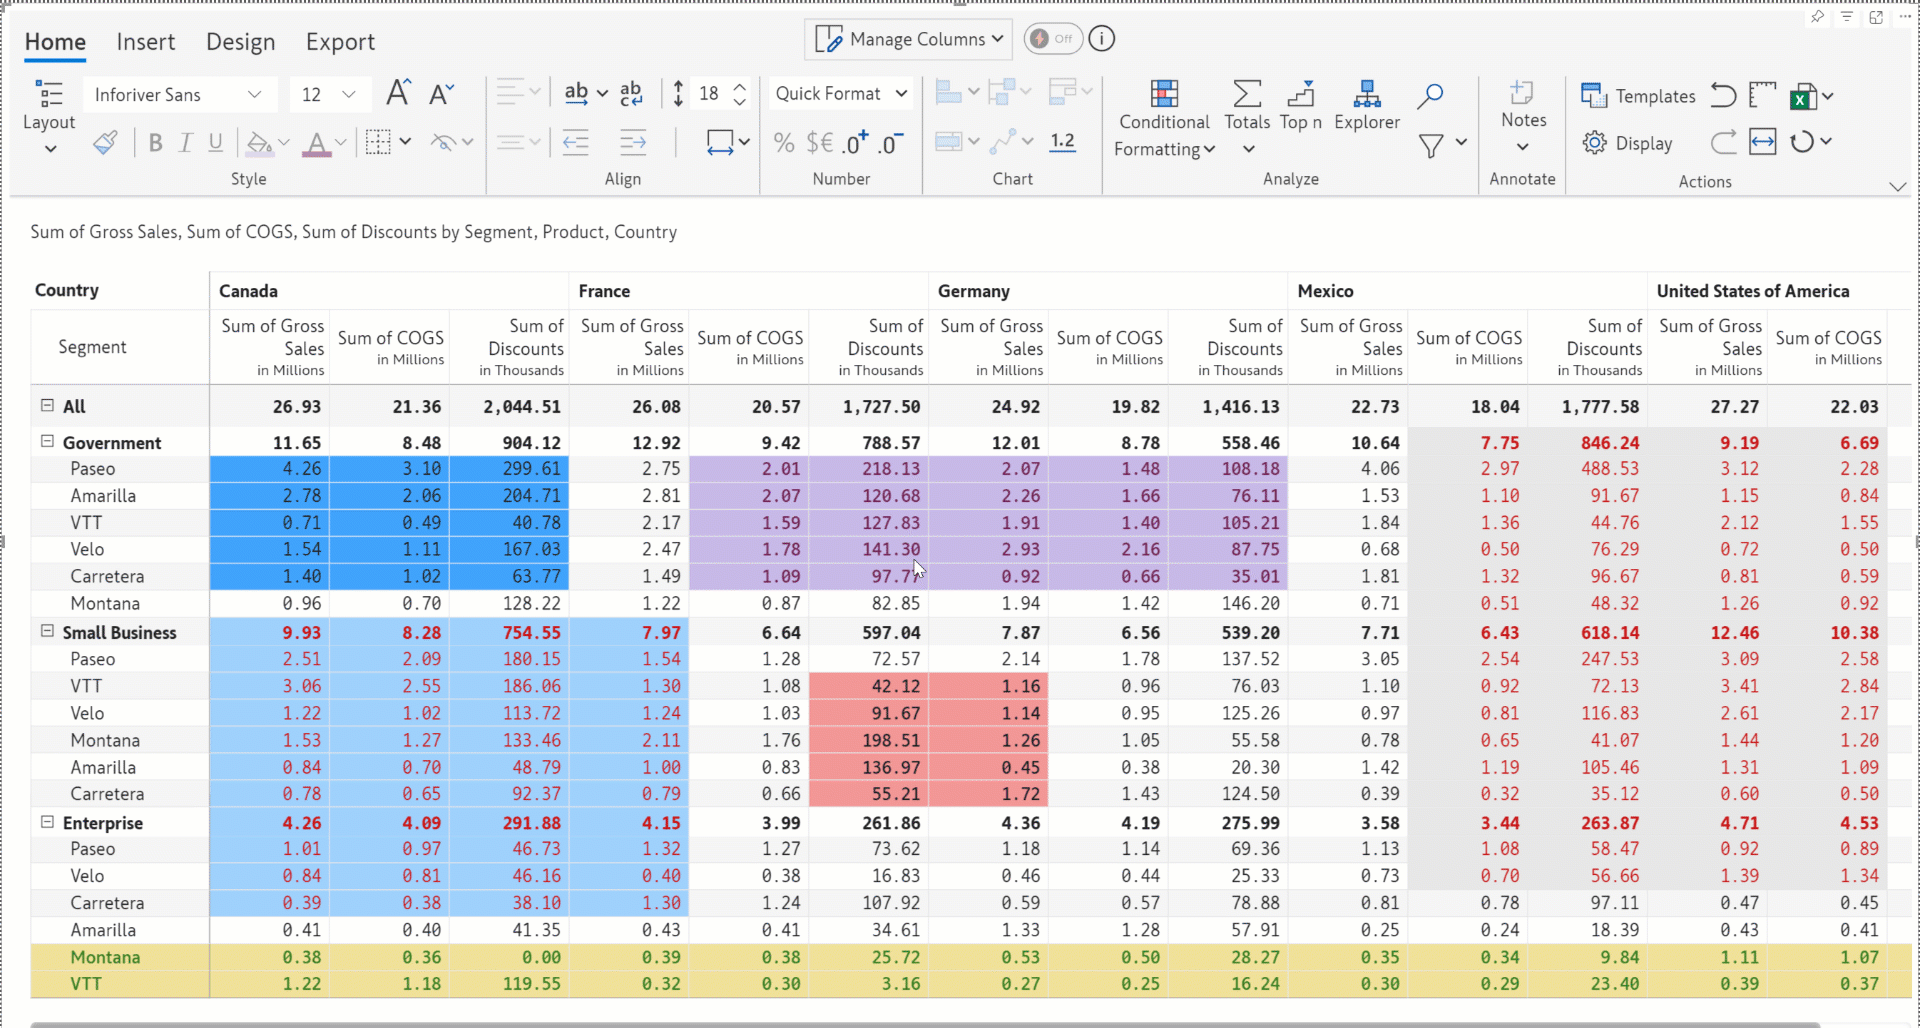 Home Insert Design Export Manage Columns Off i
Layout Inforiver Sans 12 A A ab ab c 18 Quick Format Conditional Formatting Totals Top n Explorer Notes Templates
B I U A % $€ .0+ .0- 1.2 Display
Style Align Number Chart Analyze Annotate Actions
Sum of Gross Sales, Sum of COGS, Sum of Discounts by Segment, Product, Country
Country Canada France Germany Mexico United States of America
Segment Sum of Gross Sales in Millions Sum of COGS in Millions Sum of Discounts in Thousands Sum of Gross Sales in Millions Sum of COGS in Millions Sum of Discounts in Thousands Sum of Gross Sales in Millions Sum of COGS in Millions Sum of Discounts in Thousands Sum of Gross Sales in Millions Sum of COGS in Millions Sum of Discounts in Thousands Sum of Gross Sales in Millions Sum of COGS in Millions
All 26.93 21.36 2,044.51 26.08 20.57 1,727.50 24.92 19.82 1,416.13 22.73 18.04 1,777.58 27.27 22.03
Government 11.65 8.48 904.12 12.92 9.42 788.57 12.01 8.78 558.46 10.64 7.75 846.24 9.19 6.69
Paseo 4.26 3.10 299.61 2.75 2.01 218.13 2.07 1.48 108.18 4.06 2.97 488.53 3.12 2.28
Amarilla 2.78 2.06 204.71 2.81 2.07 120.68 2.26 1.66 76.11 1.53 1.10 91.67 1.15 0.84
VTT 0.71 0.49 40.78 2.17 1.59 127.83 1.91 1.40 105.21 1.84 1.36 44.76 2.12 1.55
Velo 1.54 1.11 167.03 2.47 1.78 141.30 2.93 2.16 87.75 0.68 0.50 76.29 0.72 0.50
Carretera 1.40 1.02 63.77 1.49 1.09 97.77 0.92 0.66 35.01 1.81 1.32 96.67 0.81 0.59
Montana 0.96 0.70 128.22 1.22 0.87 82.85 1.94 1.42 146.20 0.71 0.51 48.32 1.26 0.92
Small Business 9.93 8.28 754.55 7.97 6.64 597.04 7.87 6.56 539.20 7.71 6.43 618.14 12.46 10.38
Paseo 2.51 2.09 180.15 1.54 1.28 72.57 2.14 1.78 137.52 3.05 2.54 247.53 3.09 2.58
VTT 3.06 2.55 186.06 1.30 1.08 42.12 1.16 0.96 76.03 1.10 0.92 72.13 3.41 2.84
Velo 1.22 1.02 113.72 1.24 1.03 91.67 1.14 0.95 125.26 0.97 0.81 116.83 2.61 2.17
Montana 1.53 1.27 133.46 2.11 1.76 198.51 1.26 1.05 55.58 0.78 0.65 41.07 1.44 1.20
Amarilla 0.84 0.70 48.79 1.00 0.83 136.97 0.45 0.38 20.30 1.42 1.19 105.46 1.31 1.09
Carretera 0.78 0.65 92.37 0.79 0.66 55.21 1.72 1.43 124.50 0.39 0.32 35.12 0.60 0.50
Enterprise 4.26 4.09 291.88 4.15 3.99 261.86 4.36 4.19 275.99 3.58 3.44 263.87 4.71 4.53
Paseo 1.01 0.97 46.73 1.32 1.27 73.62 1.18 1.14 69.36 1.13 1.08 58.47 0.92 0.89
Velo 0.84 0.81 46.16 0.40 0.38 16.83 0.46 0.44 25.33 0.73 0.70 56.66 1.39 1.34
Carretera 0.39 0.38 38.10 1.30 1.24 107.92 0.59 0.57 78.88 0.81 0.78 97.11 0.47 0.45
Amarilla 0.41 0.40 41.35 0.43 0.41 34.61 1.33 1.28 57.91 0.25 0.24 18.39 0.43 0.41
Montana 0.38 0.36 0.00 0.39 0.38 25.72 0.53 0.50 28.27 0.35 0.34 9.84 1.11 1.07
VTT 1.22 1.18 119.55 0.32 0.30 3.16 0.27 0.25 16.24 0.30 0.29 23.40 0.39 0.37